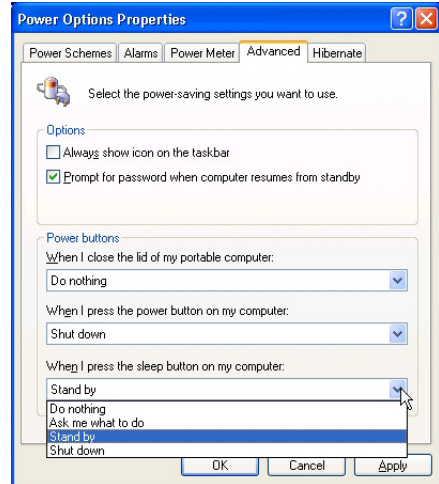 Power Options Properties
Power Schemes Alarms Power Meter Advanced Hibernate
Select the power-saving settings you want to use.
Options
Always show icon on the taskbar
Prompt for password when computer resumes from standby
Power buttons
When I close the lid of my portable computer:
Do nothing
When I press the power button on my computer:
Shut down
When I press the sleep button on my computer:
Stand by
Do nothing
Ask me what to do
Stand by
Shut down
OK Cancel Apply